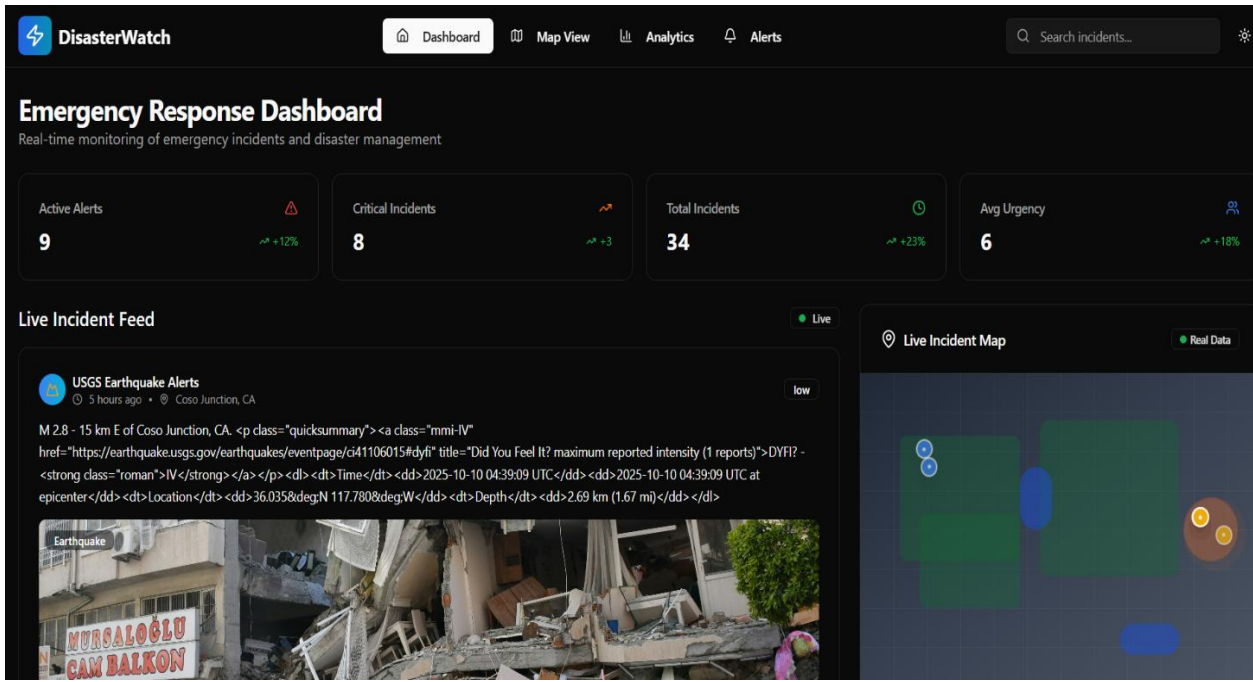 DisasterWatch
Dashboard
Map View
Analytics
Alerts
Search incidents...
Emergency Response Dashboard
Real-time monitoring of emergency incidents and disaster management
Active Alerts
9
+12%
Critical Incidents
8
+3
Total Incidents
34
+23%
Avg Urgency
6
+18%
Live Incident Feed
Live
USGS Earthquake Alerts
5 hours ago • Coso Junction, CA
low
M 2.8 - 15 km E of Coso Junction, CA. <p class="quicksummary"><a class="mmi-IV"
href="https://earthquake.usgs.gov/earthquakes/eventpage/ci41106015#dyfi" title="Did You Feel It? maximum reported intensity (1 reports)">DYFI? -
<strong class="roman">IV</strong></a></p><dl><dt>Time</dt><dd>2025-10-10 04:39:09 UTC</dd><dd>2025-10-10 04:39:09 UTC at
epicenter</dd><dt>Location</dt><dd>36.035&deg;N 117.780&deg;W</dd><dt>Depth</dt><dd>2.69 km (1.67 mi)</dd></dl>
Earthquake
MURSALOĞLU
CAM BALKON
Live Incident Map
Real Data